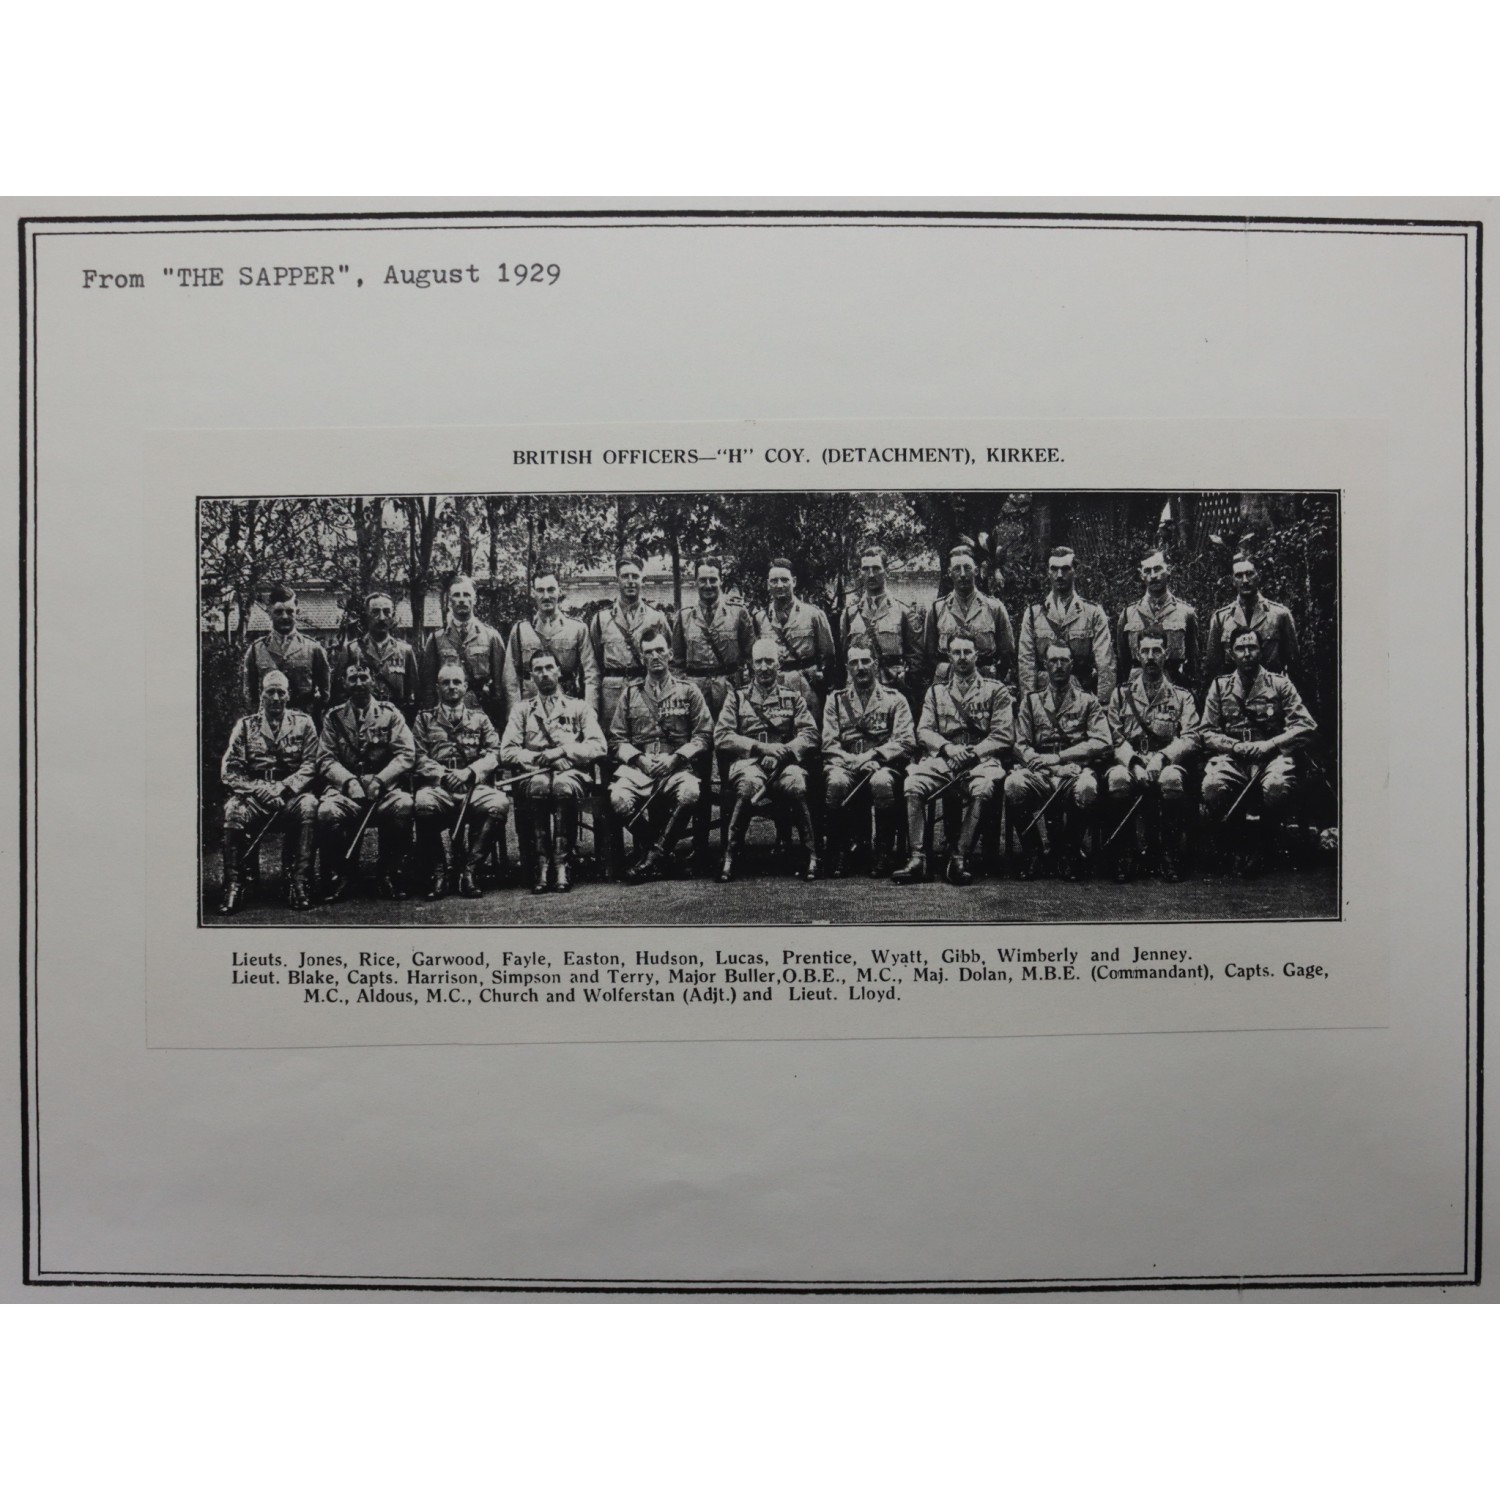 From "THE SAPPER", August 1929
BRITISH OFFICERS—"H" COY. (DETACHMENT), KIRKEE.
Lieuts. Jones, Rice, Garwood, Fayle, Easton, Hudson, Lucas, Prentice, Wyatt, Gibb, Wimberly and Jenney.
Lieut. Blake, Capts. Harrison, Simpson and Terry, Major Buller,O.B.E., M.C., Maj. Dolan, M.B.E. (Commandant), Capts. Gage,
M.C., Aldous, M.C., Church and Wolferstan (Adjt.) and Lieut. Lloyd.